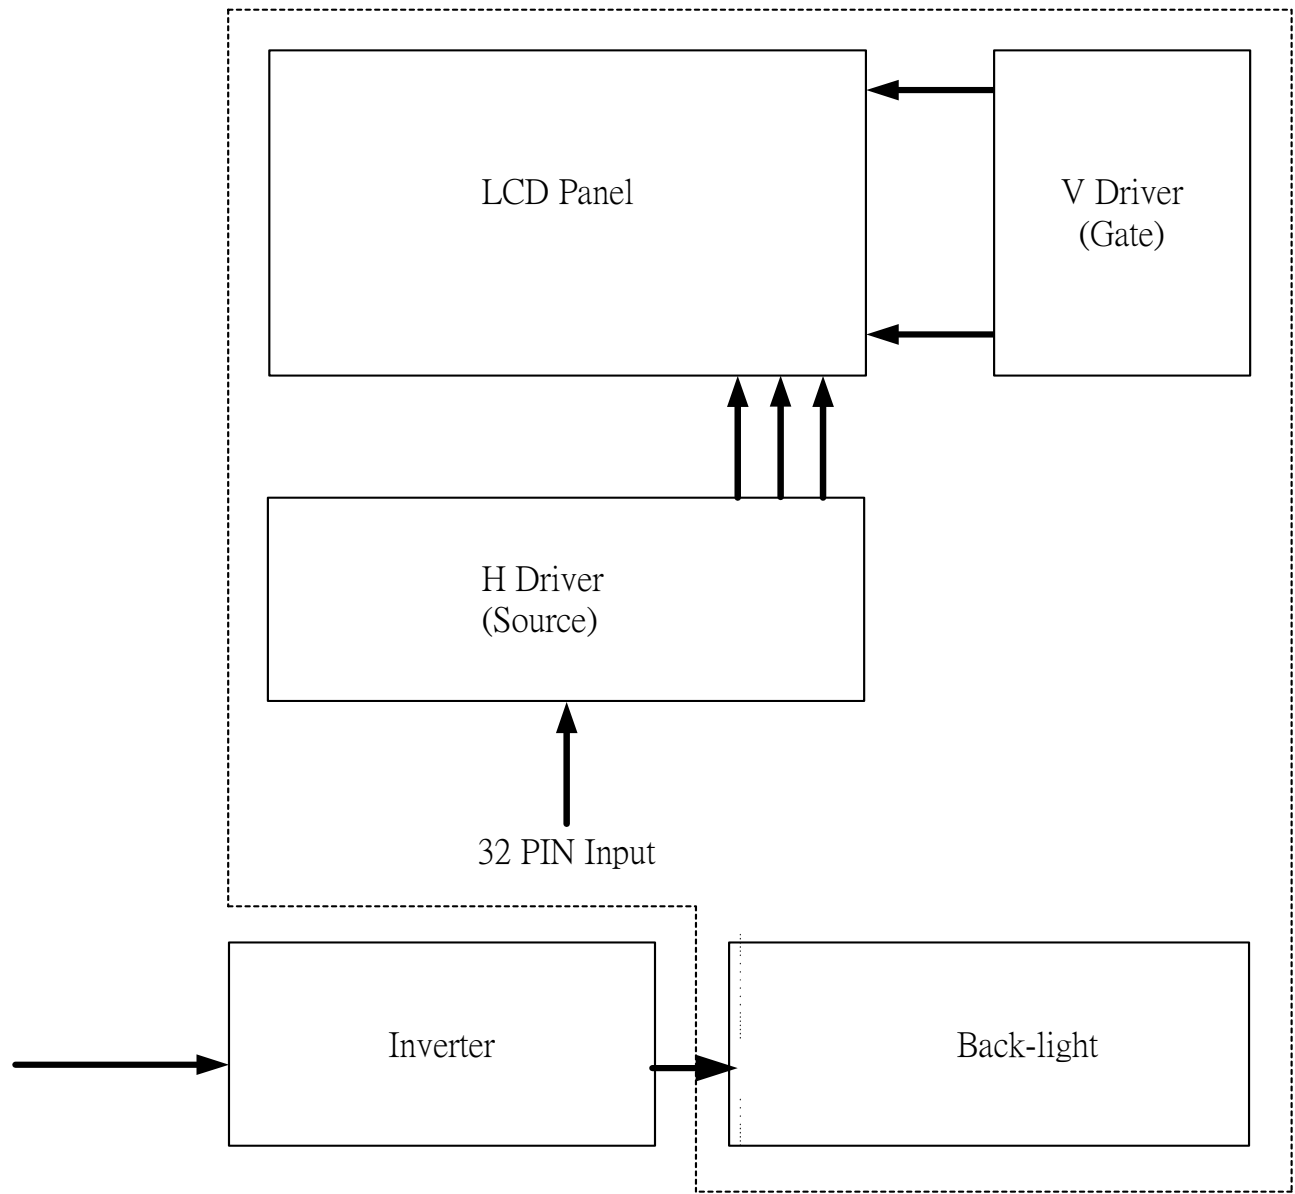 LCD Panel
V Driver
(Gate)
H Driver
(Source)
32 PIN Input
Inverter
Back-light